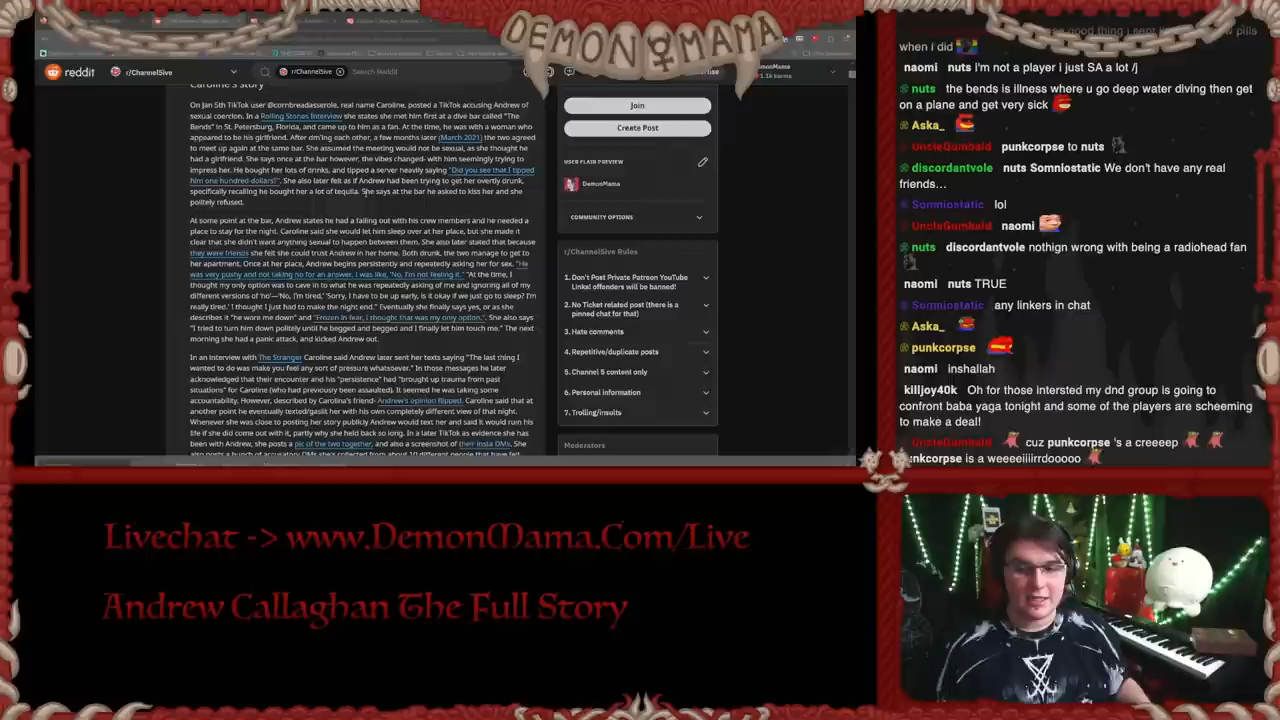 DEMON MAMA
reddit
r/Channel5ive
r/Channel5ive
Search Reddit
DemonMama
1.1k karma
Caroline's story
On Jan 5th TikTok user @cornbreadasserole, real name Caroline, posted a TikTok accusing Andrew of
sexual coercion. In a Rolling Stones Interview she states she met him first at a dive bar called "The
Bends" in St. Petersburg, Florida, and came up to him as a fan. At the time, he was with a woman who
appeared to be his girlfriend. After dm'ing each other, a few months later (March 2021) the two agreed
to meet up again at the same bar. She assumed the meeting would not be sexual, as she thought he
had a girlfriend. She says once at the bar however, the vibes changed- with him seemingly trying to
impress her. He bought her lots of drinks, and tipped a server heavily saying "Did you see that I tipped
him one hundred dollars?". She also later felt as if Andrew had been trying to get her overtly drunk,
specifically recalling he bought her a lot of tequila. She says at the bar he asked to kiss her and she
politely refused.
At some point at the bar, Andrew states he had a falling out with his crew members and he needed a
place to stay for the night. Caroline said she would let him sleep over at her place, but she made it
clear that she didn't want anything sexual to happen between them. She also later stated that because
they were friends she felt she could trust Andrew in her home. Both drunk, the two manage to get to
her apartment. Once at her place, Andrew begins persistently and repeatedly asking her for sex. "He
was very pushy and not taking no for an answer, I was like, 'No, I'm not feeling it.'" "At the time, I
thought my only option was to cave in to what he was repeatedly asking of me and ignoring all of my
different versions of 'no'—'No, I'm tired,' 'Sorry, I have to be up early, is it okay if we just go to sleep? I'm
really tired.' I thought I just had to make the night end." Eventually she finally says yes, or as she
describes it "he wore me down" and "Frozen in fear, I thought that was my only option." She also says
"I tried to turn him down politely until he begged and begged and I finally let him touch me." The next
morning she had a panic attack, and kicked Andrew out.
In an interview with The Stranger Caroline said Andrew later sent her texts saying "The last thing I
wanted to do was make you feel any sort of pressure whatsoever." In those messages he later
acknowledged that their encounter and his "persistence" had "brought up trauma from past
situations" for Caroline (who had previously been assaulted). It seemed he was taking some
accountability. However, described by Carolina's friend- Andrew's opinion flipped. Caroline said that at
another point he eventually texted/gaslit her with his own completely different view of that night.
Whenever she was close to posting her story publicly Andrew would text her and said it would ruin his
life if she did come out with it, partly why she held back so long. In a later TikTok as evidence she has
been with Andrew, she posts a pic of the two together, and also a screenshot of their insta DMs. She
also posts a bunch of accusatory DMs she's collected from about 10 different people that have felt
Join
Create Post
USER FLAIR PREVIEW
DemonMama
COMMUNITY OPTIONS
r/Channel5ive Rules
1. Don't Post Private Patreon YouTube
Links! offenders will be banned!
2. No Ticket related post (there is a
pinned chat for that)
3. Hate comments
4. Repetitive/duplicate posts
5. Channel 5 content only
6. Personal information
7. Trolling/insults
Moderators
when i did
naomi nuts i'm not a player i just SA a lot /j
nuts the bends is illness where u go deep water diving then get
on a plane and get very sick
Aska_
UncleGumbald punkcorpse to nuts
discordantvole nuts Somniostatic We don't have any real
friends…
Somniostatic lol
UncleGumbald naomi
nuts discordantvole nothign wrong with being a radiohead fan
naomi nuts TRUE
Somniostatic any linkers in chat
Aska_
punkcorpse
naomi inshallah
killjoy40k Oh for those intersted my dnd group is going to
confront baba yaga tonight and some of the players are scheeming
to make a deal!
UncleGumbald cuz punkcorpse 's a creeeep
nkcorpse is a weeeiiiiirrdooooo
Livechat -> www.DemonMama.Com/Live
Andrew Callaghan The Full Story